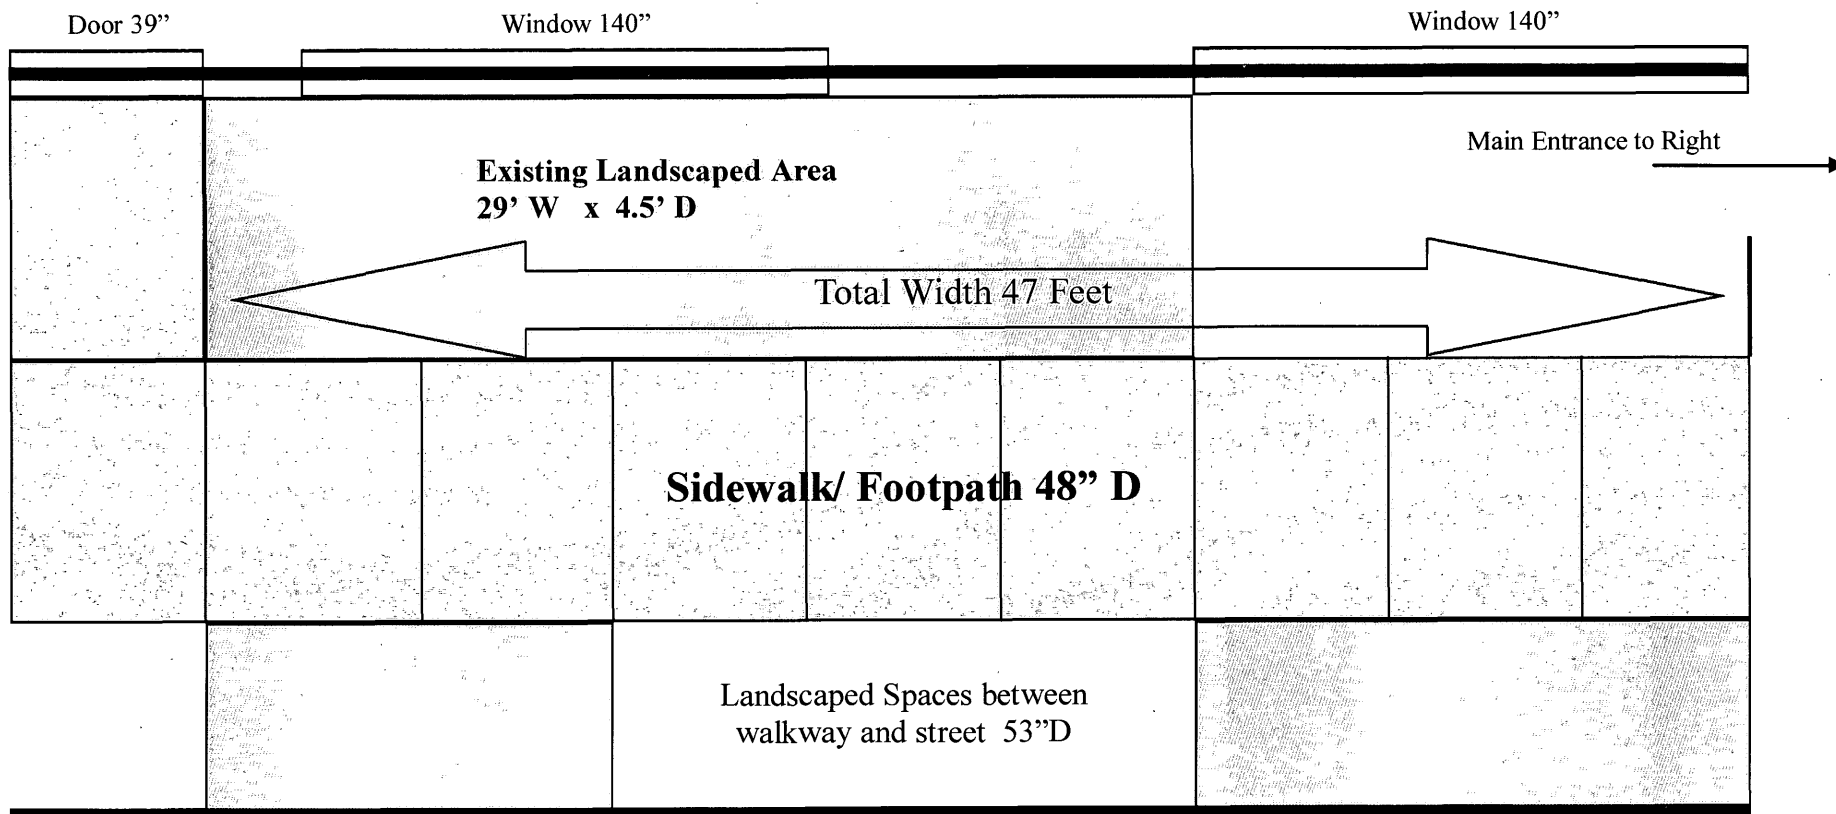 Door 39”
Window 140”
Window 140”
Main Entrance to Right
Existing Landscaped Area
29’ W x 4.5’ D
Total Width 47 Feet
Sidewalk/ Footpath 48” D
Landscaped Spaces between
walkway and street 53”D